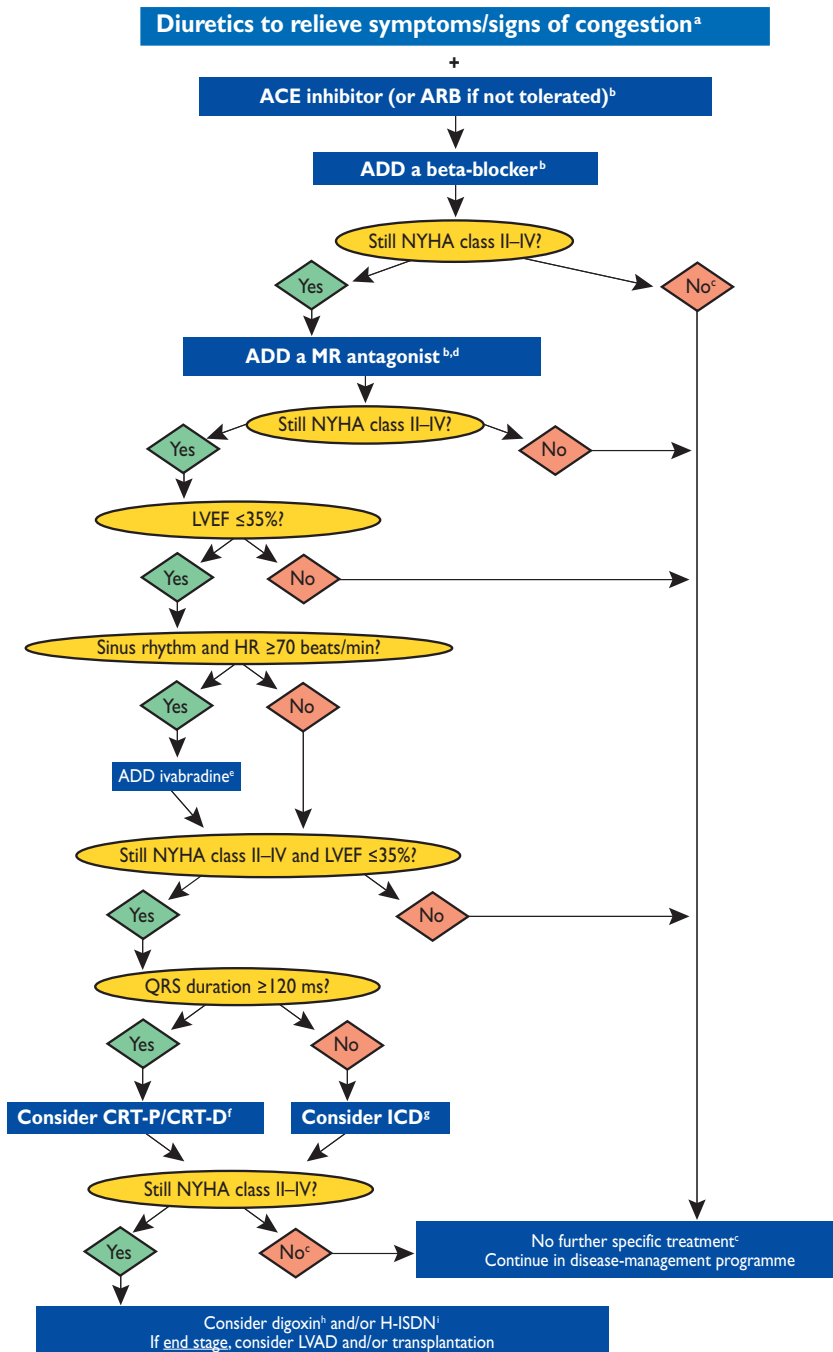 Diuretics to relieve symptoms/signs of congestionᵃ
+
ACE inhibitor (or ARB if not tolerated)ᵇ
ADD a beta-blockerᵇ
Still NYHA class II–IV?
Yes
Noᶜ
ADD a MR antagonistᵇ,ᵈ
Still NYHA class II–IV?
Yes
No
LVEF ≤35%?
Yes
No
Sinus rhythm and HR ≥70 beats/min?
Yes
No
ADD ivabradineᵉ
Still NYHA class II–IV and LVEF ≤35%?
Yes
No
QRS duration ≥120 ms?
Yes
No
Consider CRT-P/CRT-Dᶠ
Consider ICDᵍ
Still NYHA class II–IV?
Yes
Noᶜ
No further specific treatmentᶜ
Continue in disease-management programme
Consider digoxinʰ and/or H-ISDNⁱ
If end stage, consider LVAD and/or transplantation